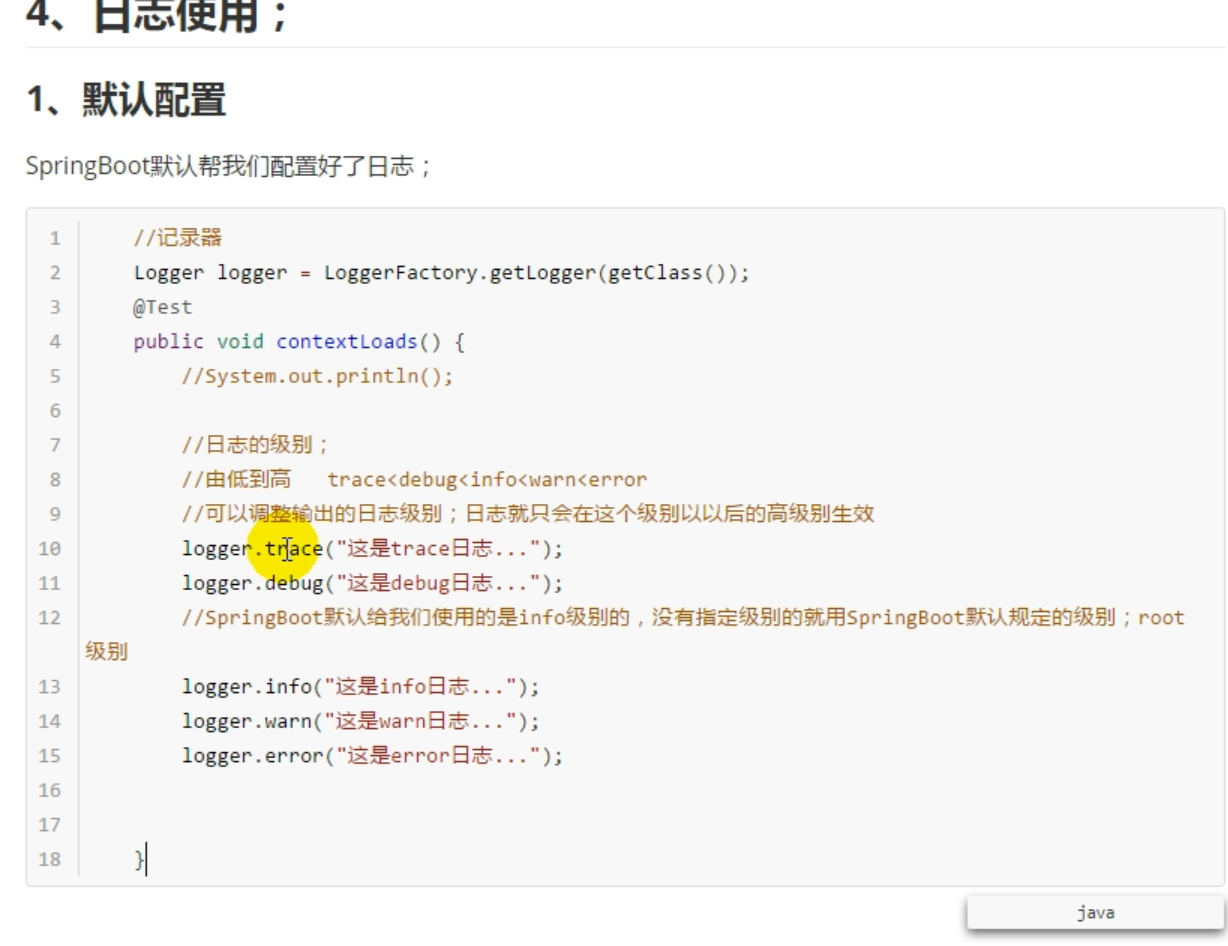 4、日志使用；
1、默认配置
SpringBoot默认帮我们配置好了日志；
1 //记录器
2 Logger logger = LoggerFactory.getLogger(getClass());
3 @Test
4 public void contextLoads() {
5 //System.out.println();
6
7 //日志的级别；
8 //由低到高 trace<debug<info<warn<error
9 //可以调整输出的日志级别；日志就只会在这个级别以以后的高级别生效
10 logger.trace("这是trace日志...");
11 logger.debug("这是debug日志...");
12 //SpringBoot默认给我们使用的是info级别的，没有指定级别的就用SpringBoot默认规定的级别；root
级别
13 logger.info("这是info日志...");
14 logger.warn("这是warn日志...");
15 logger.error("这是error日志...");
16
17
18 }
java